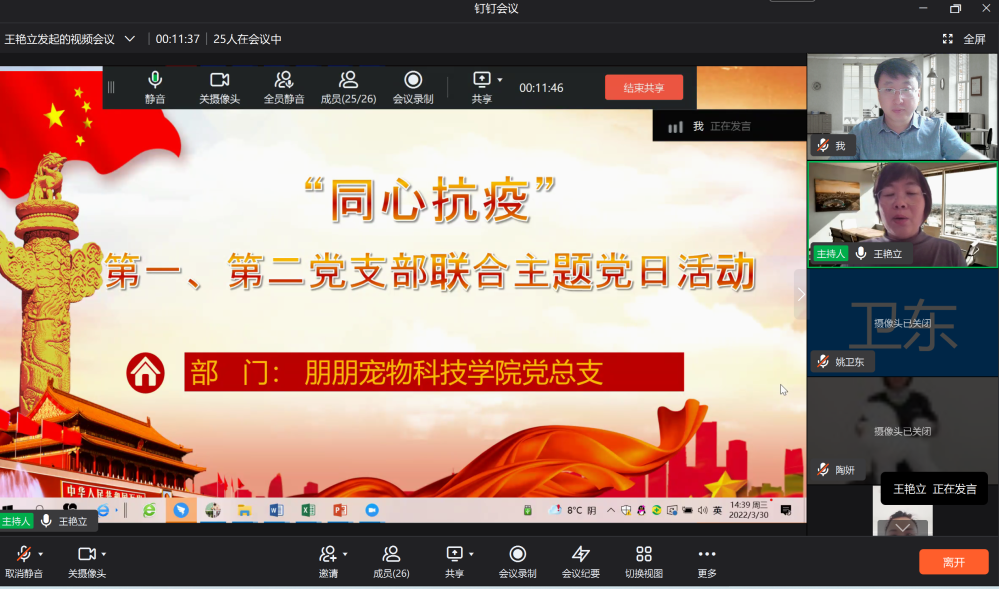 钉钉会议
王艳立发起的视频会议
00:11:37
25人在会议中
全屏
静音
关摄像头
全员静音
成员(25/26)
会议录制
共享
00:11:46
结束共享
我 正在发言
“同心抗疫”
第一、第二党支部联合主题党日活动
部 门： 朋朋宠物科技学院党总支
中华人民共和国万
8°C 阴
英
14:39 周三
2022/3/30
主持人
王艳立
我
主持人
王艳立
卫东
摄像头已关闭
姚卫东
摄像头已关闭
陶妍
王艳立 正在发言
取消静音
关摄像头
邀请
成员(26)
共享
会议录制
会议纪要
切换视图
更多
离开